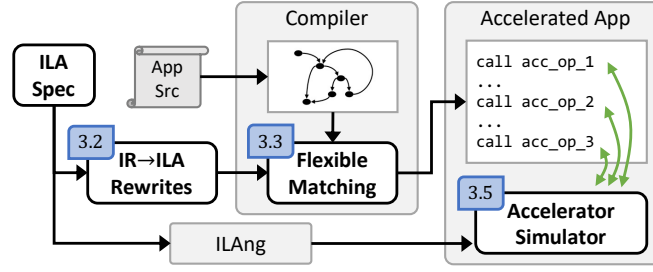 Compiler
Accelerated App
ILA
Spec
App
Src
call acc_op_1
...
call acc_op_2
...
call acc_op_3
3.2
IR→ILA
Rewrites
3.3
Flexible
Matching
3.5
Accelerator
Simulator
ILAng